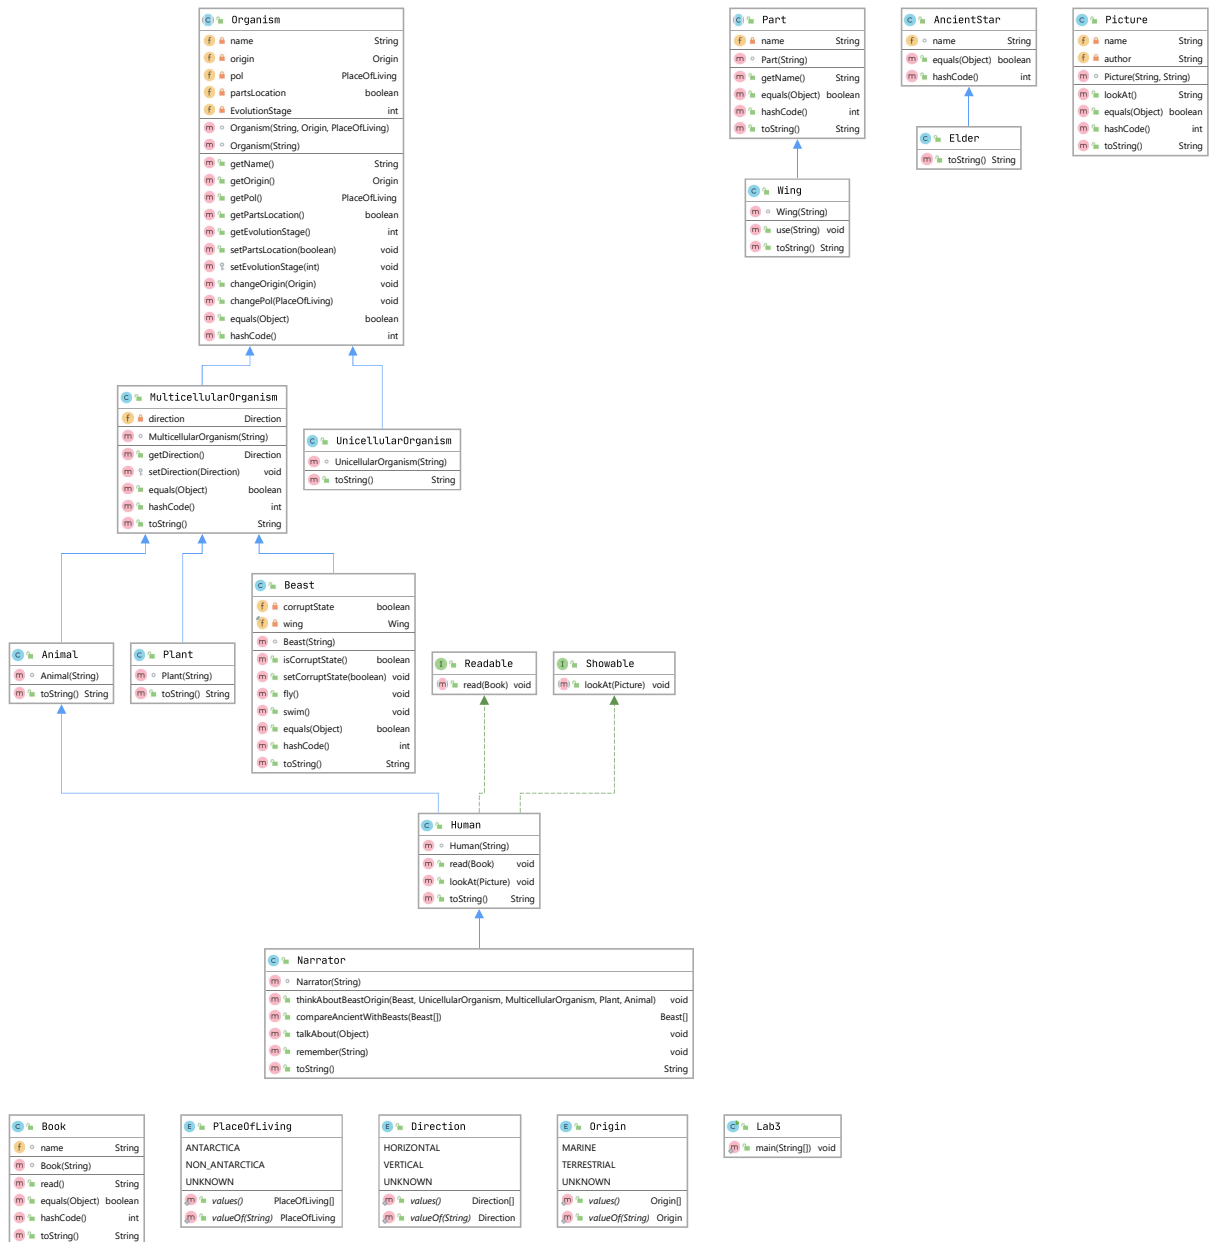 Organism
name String
origin Origin
pol PlaceOfLiving
partsLocation boolean
EvolutionStage int
Organism(String, Origin, PlaceOfLiving)
Organism(String)
getName() String
getOrigin() Origin
getPol() PlaceOfLiving
getPartsLocation() boolean
getEvolutionStage() int
setPartsLocation(boolean) void
setEvolutionStage(int) void
changeOrigin(Origin) void
changePol(PlaceOfLiving) void
equals(Object) boolean
hashCode() int
Part
name String
Part(String)
getName() String
equals(Object) boolean
hashCode() int
toString() String
AncientStar
name String
equals(Object) boolean
hashCode() int
Picture
name String
author String
Picture(String, String)
lookAt() String
equals(Object) boolean
hashCode() int
toString() String
Elder
toString() String
Wing
Wing(String)
use(String) void
toString() String
MulticellularOrganism
direction Direction
MulticellularOrganism(String)
getDirection() Direction
setDirection(Direction) void
equals(Object) boolean
hashCode() int
toString() String
UnicellularOrganism
UnicellularOrganism(String)
toString() String
Animal
Animal(String)
toString() String
Plant
Plant(String)
toString() String
Beast
corruptState boolean
wing Wing
Beast(String)
isCorruptState() boolean
setCorruptState(boolean) void
fly() void
swim() void
equals(Object) boolean
hashCode() int
toString() String
Readable
read(Book) void
Showable
lookAt(Picture) void
Human
Human(String)
read(Book) void
lookAt(Picture) void
toString() String
Narrator
Narrator(String)
thinkAboutBeastOrigin(Beast, UnicellularOrganism, MulticellularOrganism, Plant, Animal) void
compareAncientWithBeasts(Beast[]) Beast[]
talkAbout(Object) void
remember(String) void
toString() String
Book
name String
Book(String)
read() String
equals(Object) boolean
hashCode() int
toString() String
PlaceOfLiving
ANTARCTICA
NON_ANTARCTICA
UNKNOWN
values() PlaceOfLiving[]
valueOf(String) PlaceOfLiving
Direction
HORIZONTAL
VERTICAL
UNKNOWN
values() Direction[]
valueOf(String) Direction
Origin
MARINE
TERRESTRIAL
UNKNOWN
values() Origin[]
valueOf(String) Origin
Lab3
main(String[]) void